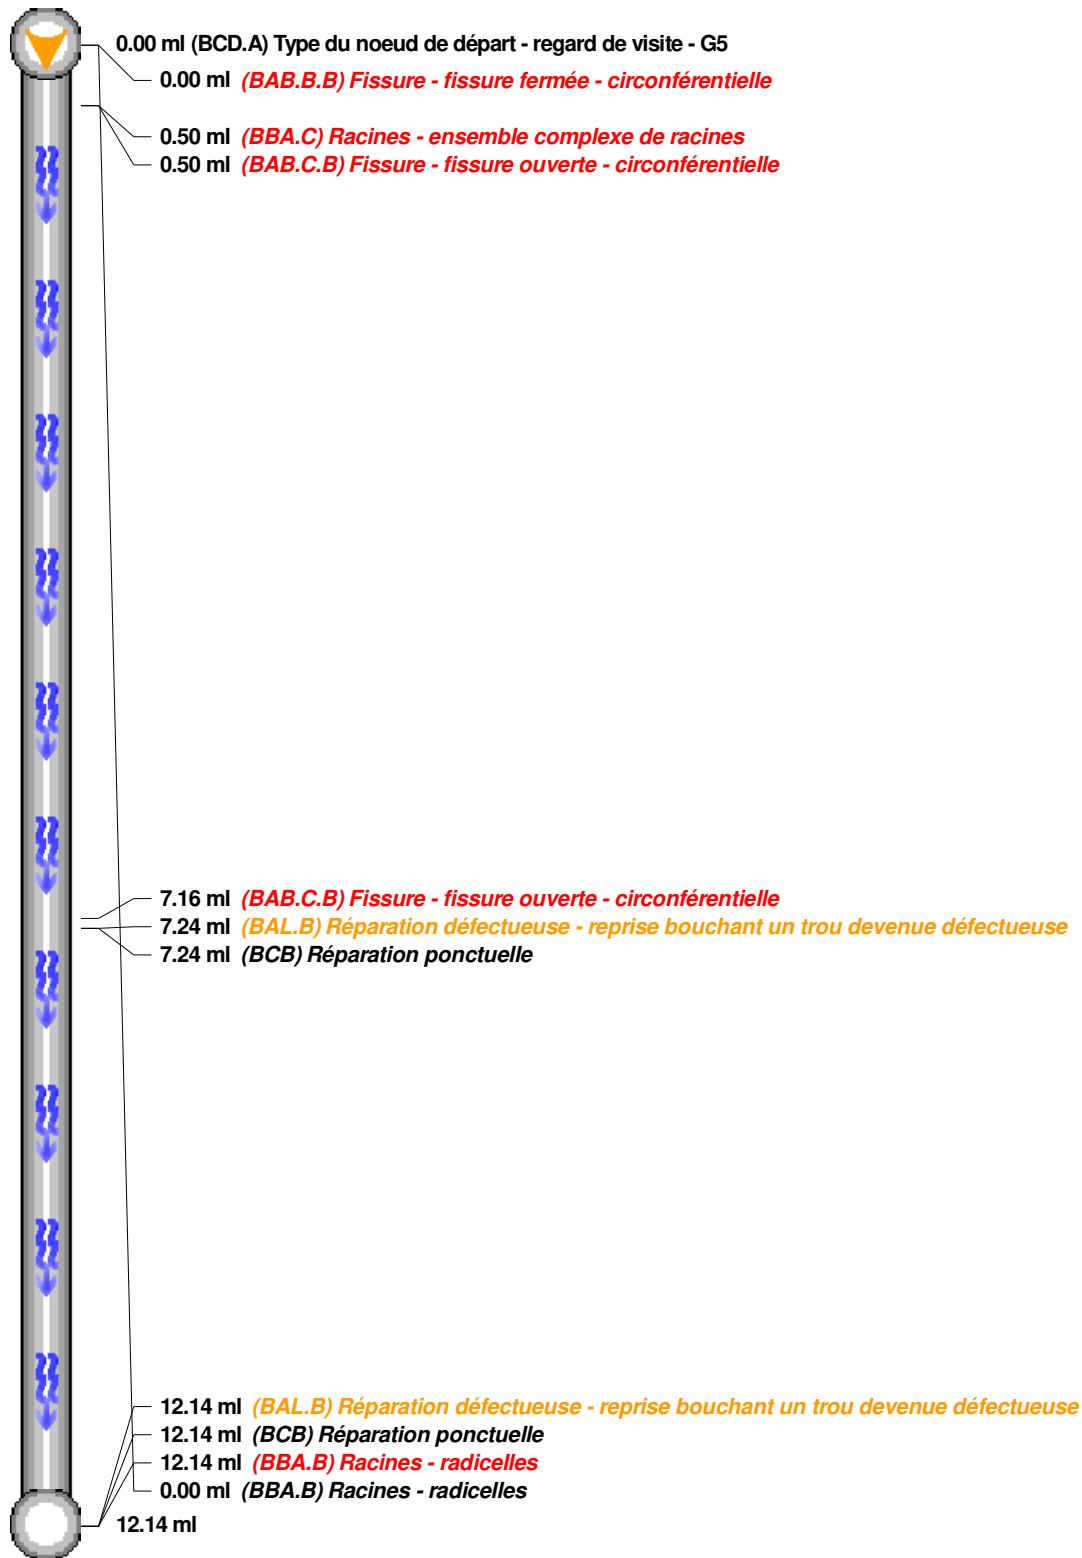 0.00 ml (BCD.A) Type du noeud de départ - regard de visite - G5
0.00 ml (BAB.B.B) Fissure - fissure fermée - circonférentielle
0.50 ml (BBA.C) Racines - ensemble complexe de racines
0.50 ml (BAB.C.B) Fissure - fissure ouverte - circonférentielle
7.16 ml (BAB.C.B) Fissure - fissure ouverte - circonférentielle
7.24 ml (BAL.B) Réparation défectueuse - reprise bouchant un trou devenue défectueuse
7.24 ml (BCB) Réparation ponctuelle
12.14 ml (BAL.B) Réparation défectueuse - reprise bouchant un trou devenue défectueuse
12.14 ml (BCB) Réparation ponctuelle
12.14 ml (BBA.B) Racines - radicelles
0.00 ml (BBA.B) Racines - radicelles
12.14 ml